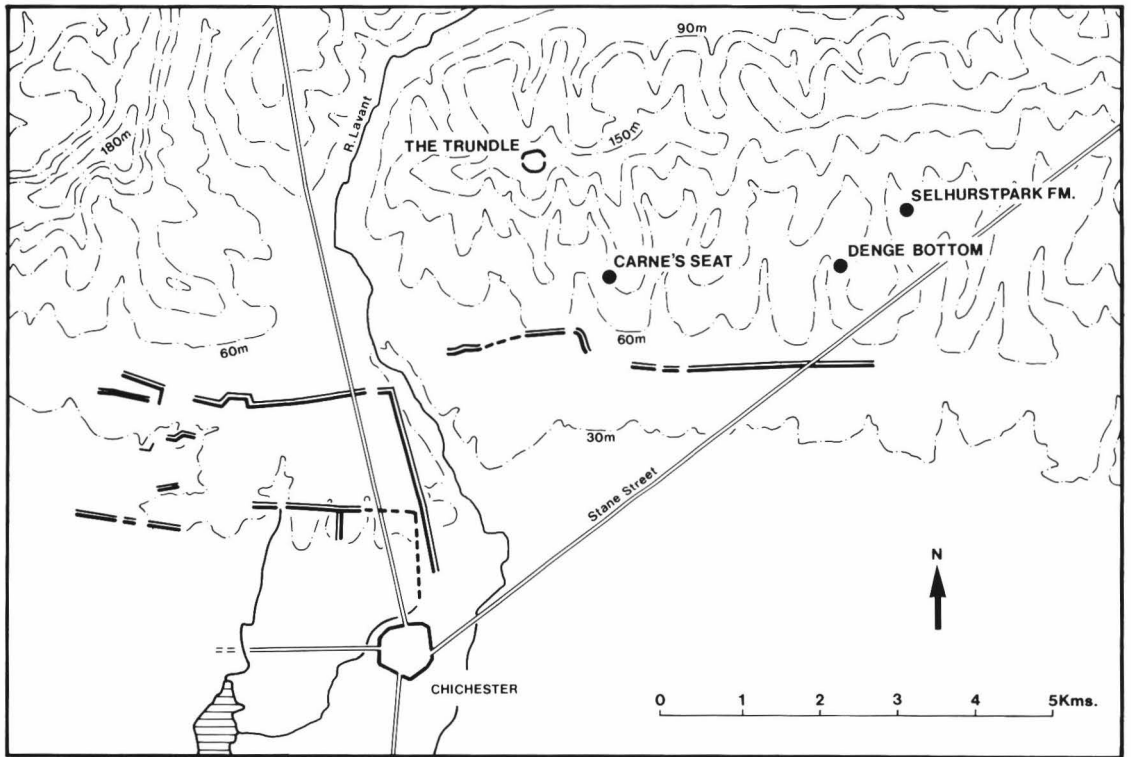 90m
R. Lavant
180m
150m
THE TRUNDLE
SELHURSTPARK FM.
DENGE BOTTOM
CARNE'S SEAT
60m
60m
30m
Stane Street
N
CHICHESTER
0 1 2 3 4 5Kms.